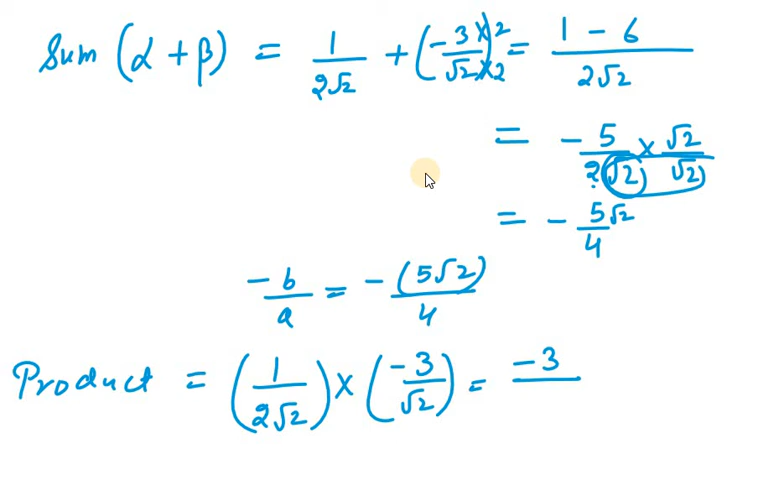 Sum (α + β) = 1/2√2 + (-3×2/√2×2) = 1 - 6/2√2
= -5/2√2 × √2/√2
= -5√2/4
-b/a = -(5√2)/4
Product = (1/2√2) × (-3/√2) = -3/